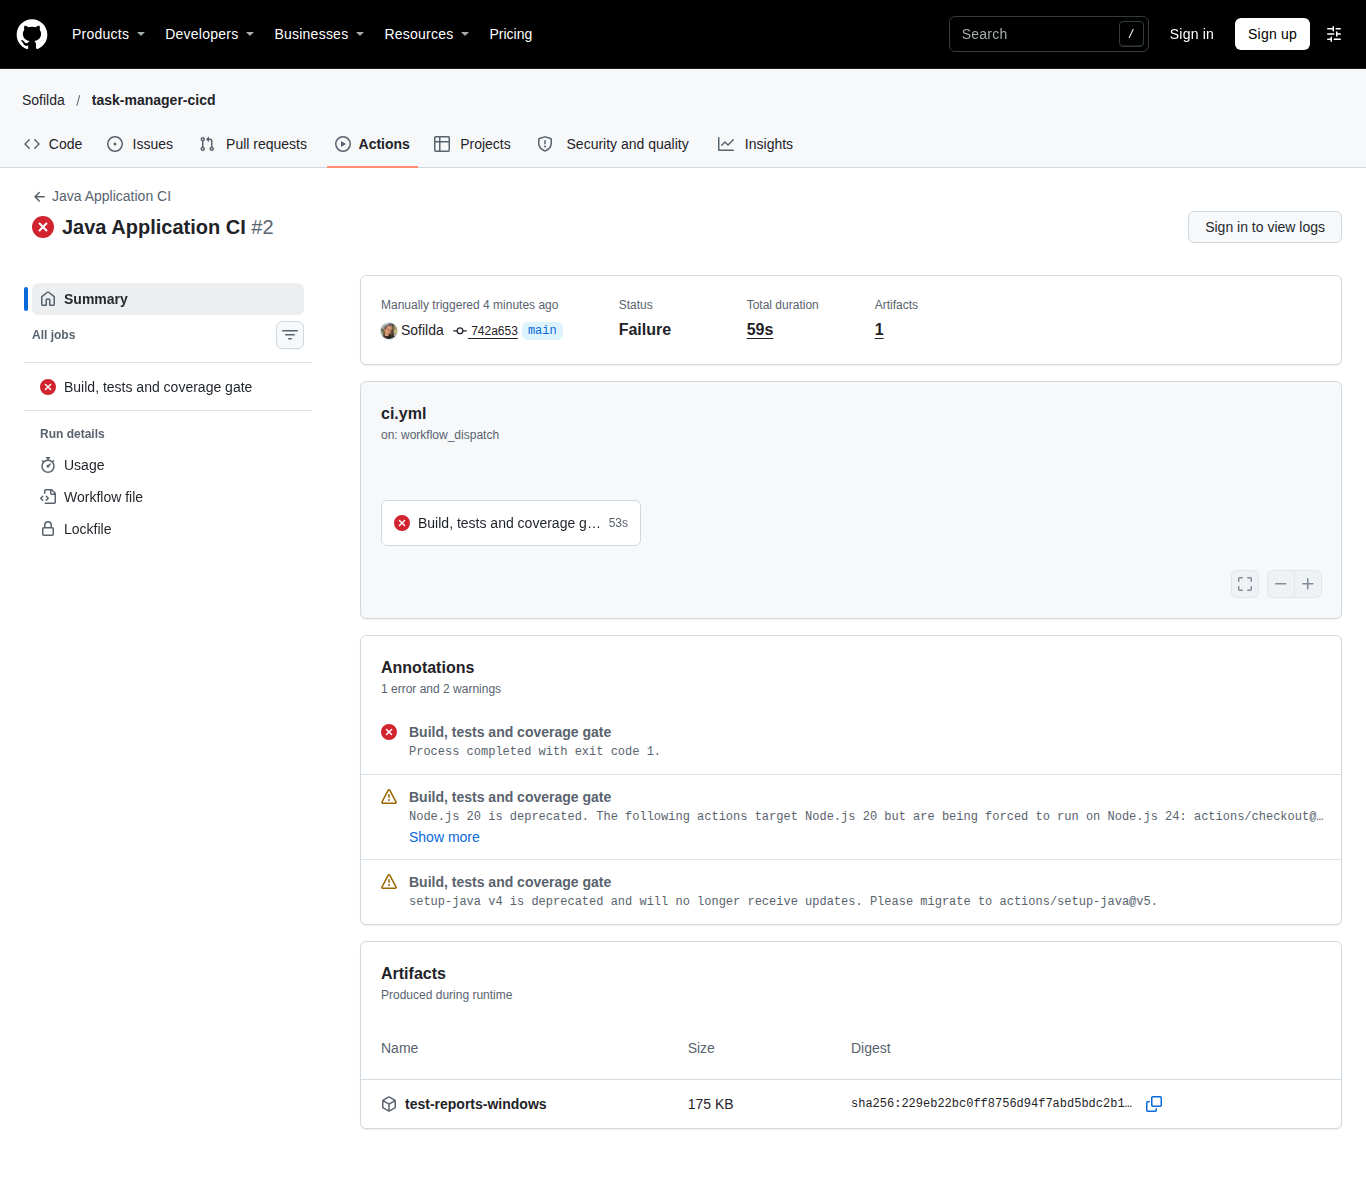 Products Developers Businesses Resources Pricing Search / Sign in Sign up
Sofilda / task-manager-cicd
Code Issues Pull requests Actions Projects Security and quality Insights
Java Application CI
Java Application CI #2
Sign in to view logs
Summary
All jobs
Build, tests and coverage gate
Run details
Usage
Workflow file
Lockfile
Manually triggered 4 minutes ago Status Total duration Artifacts
Sofilda 742a653 main Failure 59s 1
ci.yml
on: workflow_dispatch
Build, tests and coverage g… 53s
Annotations
1 error and 2 warnings
Build, tests and coverage gate
Process completed with exit code 1.
Build, tests and coverage gate
Node.js 20 is deprecated. The following actions target Node.js 20 but are being forced to run on Node.js 24: actions/checkout@…
Show more
Build, tests and coverage gate
setup-java v4 is deprecated and will no longer receive updates. Please migrate to actions/setup-java@v5.
Artifacts
Produced during runtime
Name Size Digest
test-reports-windows 175 KB sha256:229eb22bc0ff8756d94f7abd5bdc2b1…